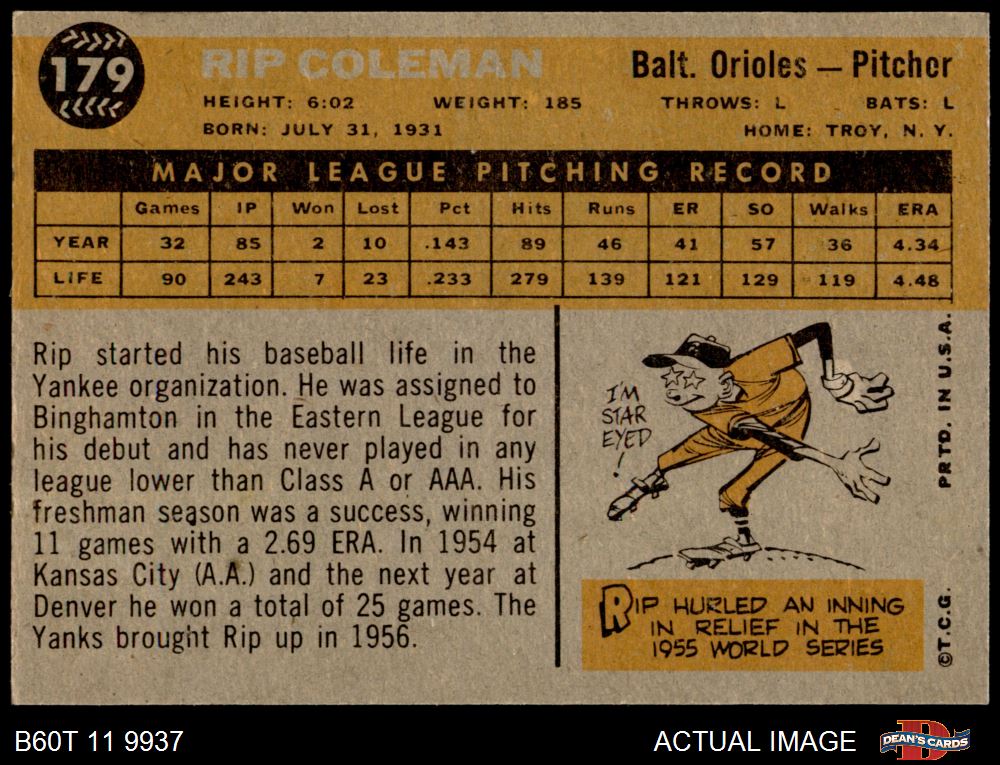 179
RIP COLEMAN
Balt. Orioles — Pitcher
HEIGHT: 6:02 WEIGHT: 185 THROWS: L BATS: L
BORN: JULY 31, 1931 HOME: TROY, N. Y.
MAJOR LEAGUE PITCHING RECORD
Games IP Won Lost Pct Hits Runs ER SO Walks ERA
YEAR 32 85 2 10 .143 89 46 41 57 36 4.34
LIFE 90 243 7 23 .233 279 139 121 129 119 4.48
Rip started his baseball life in the
Yankee organization. He was assigned to
Binghamton in the Eastern League for
his debut and has never played in any
league lower than Class A or AAA. His
freshman season was a success, winning
11 games with a 2.69 ERA. In 1954 at
Kansas City (A.A.) and the next year at
Denver he won a total of 25 games. The
Yanks brought Rip up in 1956.
I'M
STAR
EYED
!
RIP HURLED AN INNING
IN RELIEF IN THE
1955 WORLD SERIES
©T.C.G. PRTD. IN U.S.A.
B60T 11 9937
ACTUAL IMAGE
D
DEAN'S CARDS